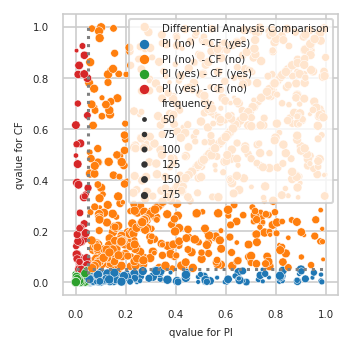 Differential Analysis Comparison
PI (no)  - CF (yes)
PI (no)  - CF (no)
PI (yes) - CF (yes)
PI (yes) - CF (no)
frequency
50
75
100
125
150
175
1.0
0.8
0.6
0.4
0.2
0.0
qvalue for CF
0.0 0.2 0.4 0.6 0.8 1.0
qvalue for PI